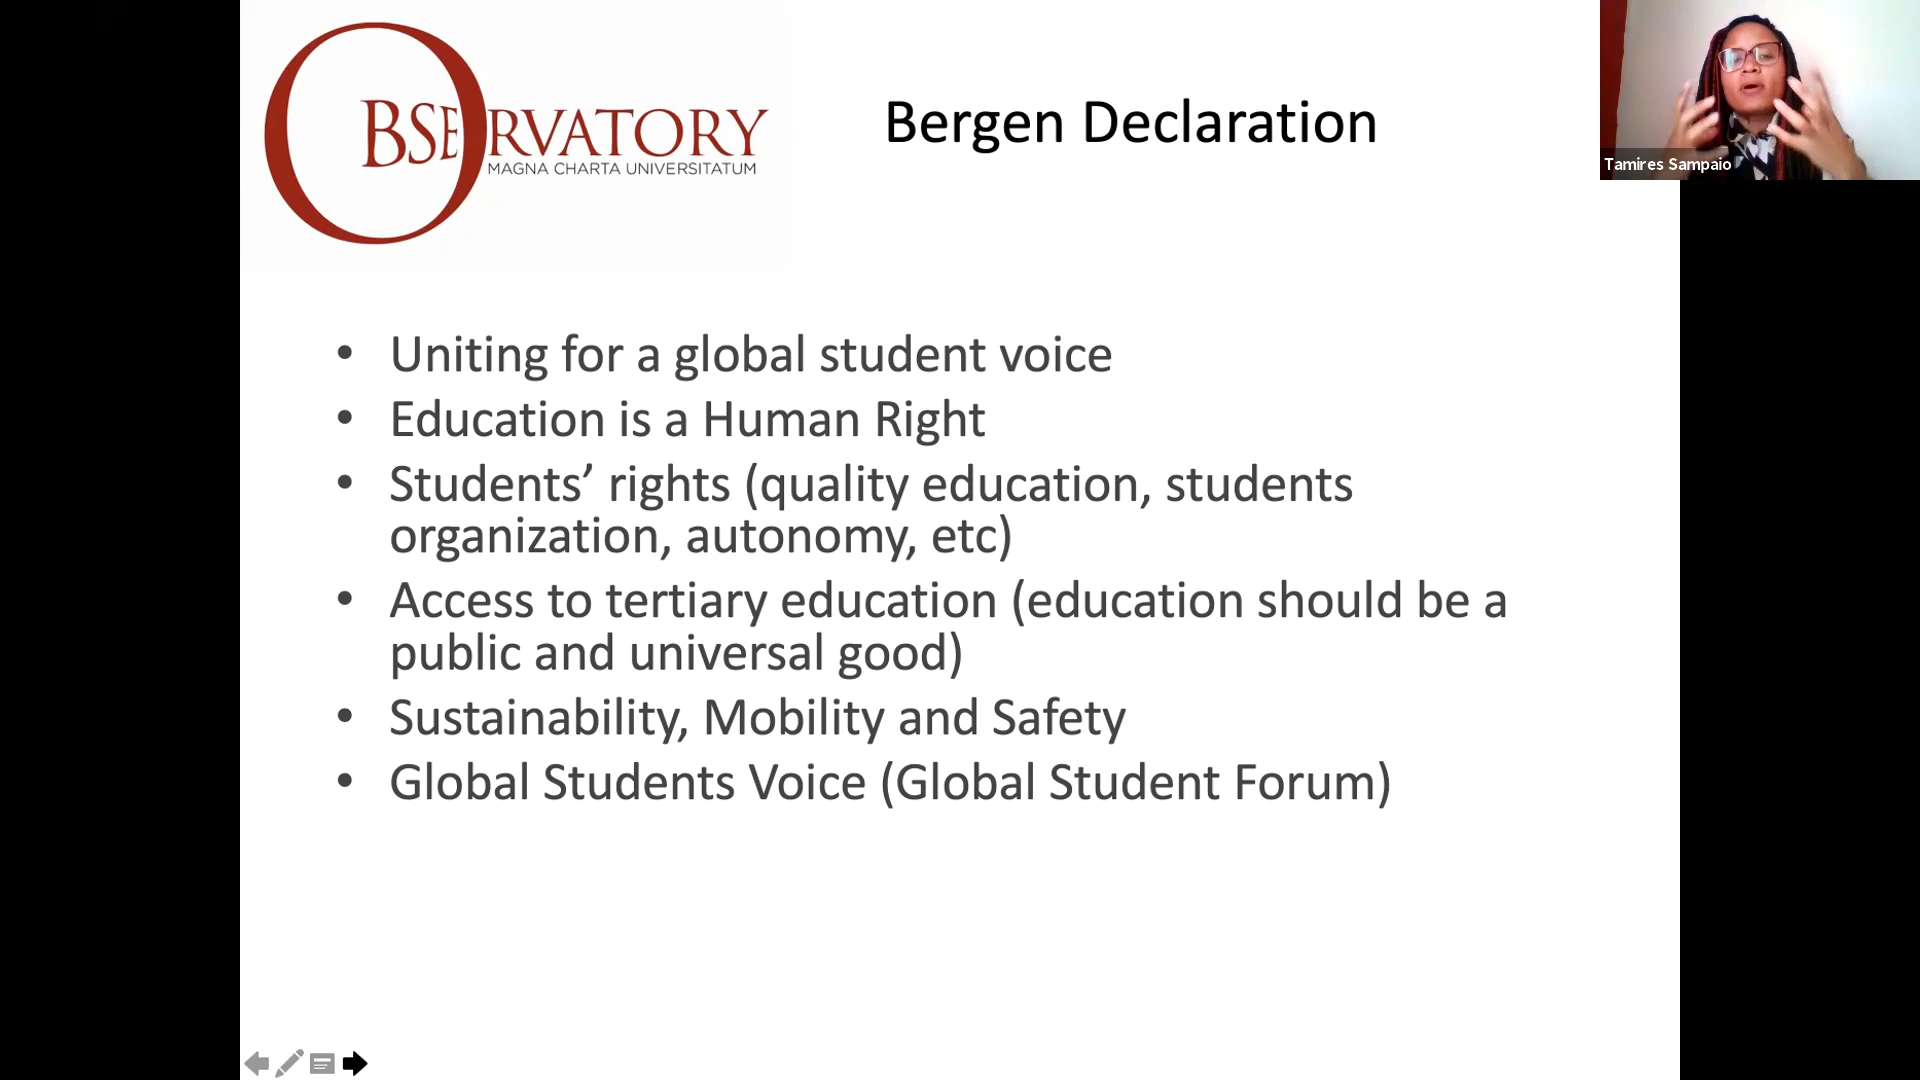 OBSERVATORY
MAGNA CHARTA UNIVERSITATUM
Bergen Declaration
Tamires Sampaio
• Uniting for a global student voice
• Education is a Human Right
• Students’ rights (quality education, students
organization, autonomy, etc)
• Access to tertiary education (education should be a
public and universal good)
• Sustainability, Mobility and Safety
• Global Students Voice (Global Student Forum)